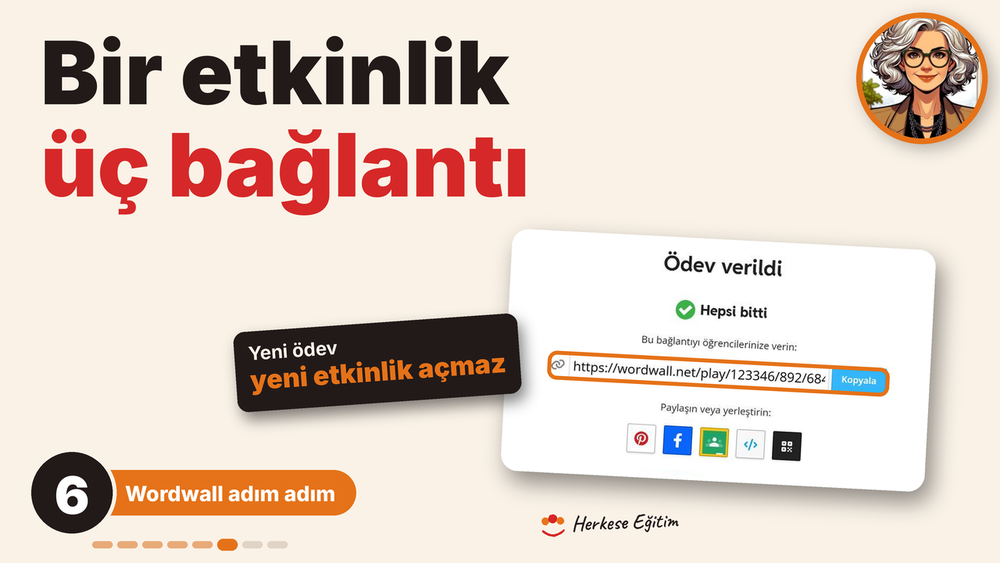 Bir etkinlik
üç bağlantı
Ödev verildi
Hepsi bitti
Bu bağlantıyı öğrencilerinize verin:
https://wordwall.net/play/123346/892/684
Kopyala
Paylaşın veya yerleştirin:
Yeni ödev
yeni etkinlik açmaz
6
Wordwall adım adım
Herkese Eğitim